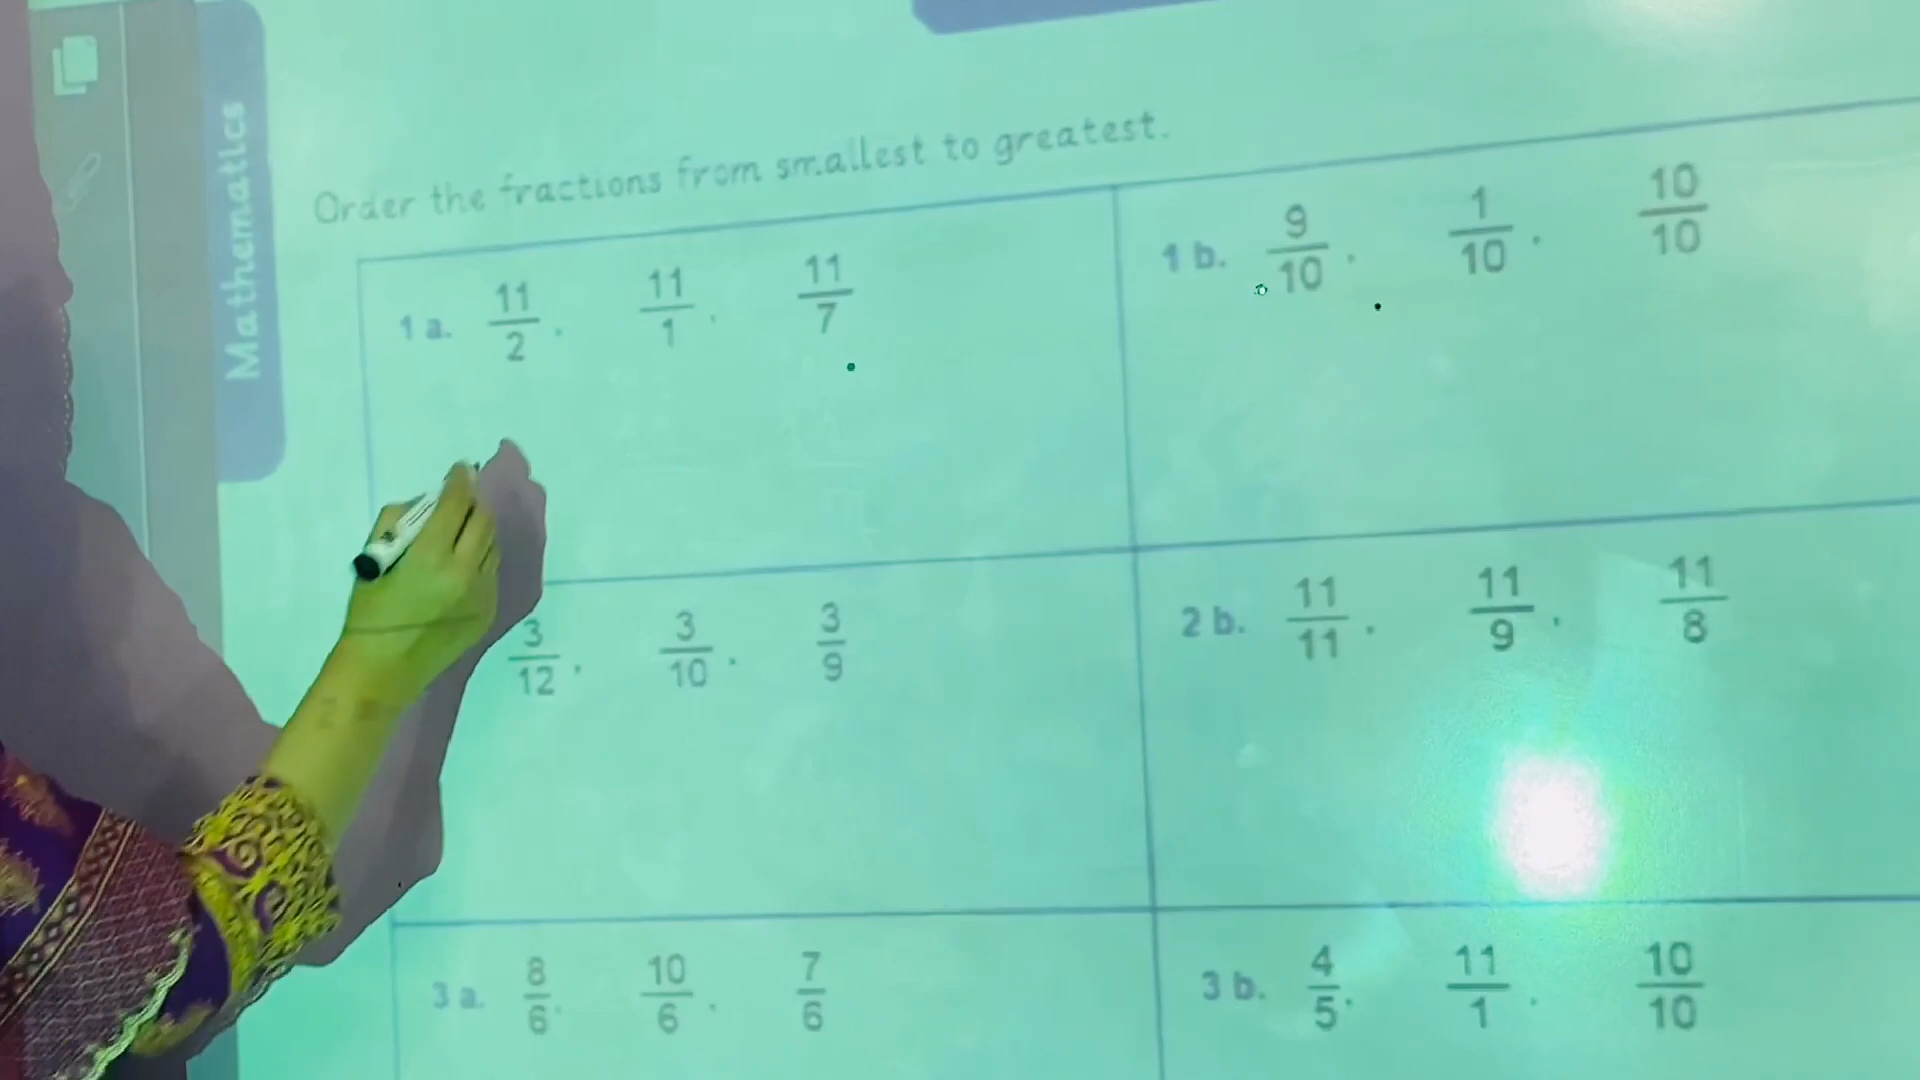 Mathematics
Order the fractions from smallest to greatest.
1 a. 11/2, 11/1, 11/7
1 b. 9/10, 1/10, 10/10
3/12, 3/10, 3/9
2 b. 11/11, 11/9, 11/8
3 a. 8/6, 10/6, 7/6
3 b. 4/5, 11/1, 10/10